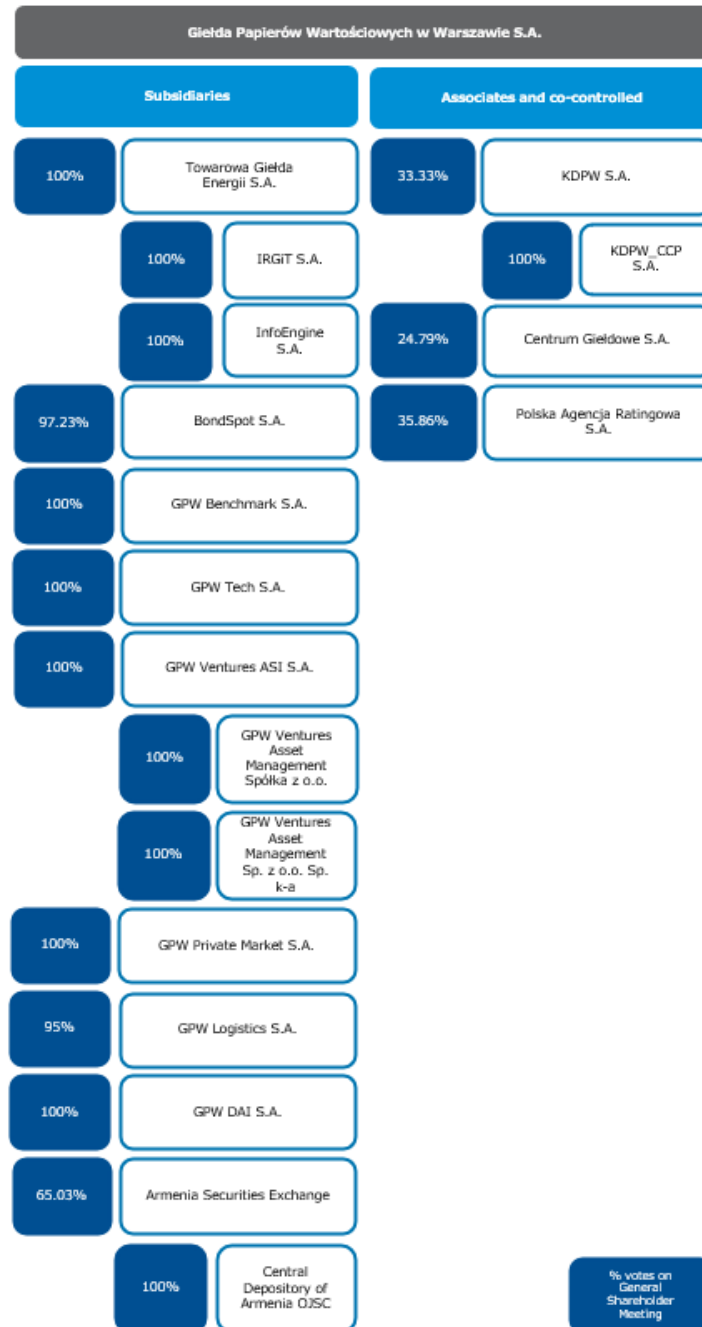 Giełda Papierów Wartościowych w Warszawie S.A.
Subsidiaries
Associates and co-controlled
100%
Towarowa Giełda
Energii S.A.
33.33%
KDPW S.A.
100%
IRGiT S.A.
100%
KDPW_CCP
S.A.
100%
InfoEngine
S.A.
24.79%
Centrum Giełdowe S.A.
97.23%
BondSpot S.A.
35.86%
Polska Agencja Ratingowa
S.A.
100%
GPW Benchmark S.A.
100%
GPW Tech S.A.
100%
GPW Ventures ASI S.A.
100%
GPW Ventures
Asset
Management
Spółka z o.o.
100%
GPW Ventures
Asset
Management
Sp. z o.o. Sp.
k-a
100%
GPW Private Market S.A.
95%
GPW Logistics S.A.
100%
GPW DAI S.A.
65.03%
Armenia Securities Exchange
100%
Central
Depository of
Armenia OJSC
% votes on
General
Shareholder
Meeting